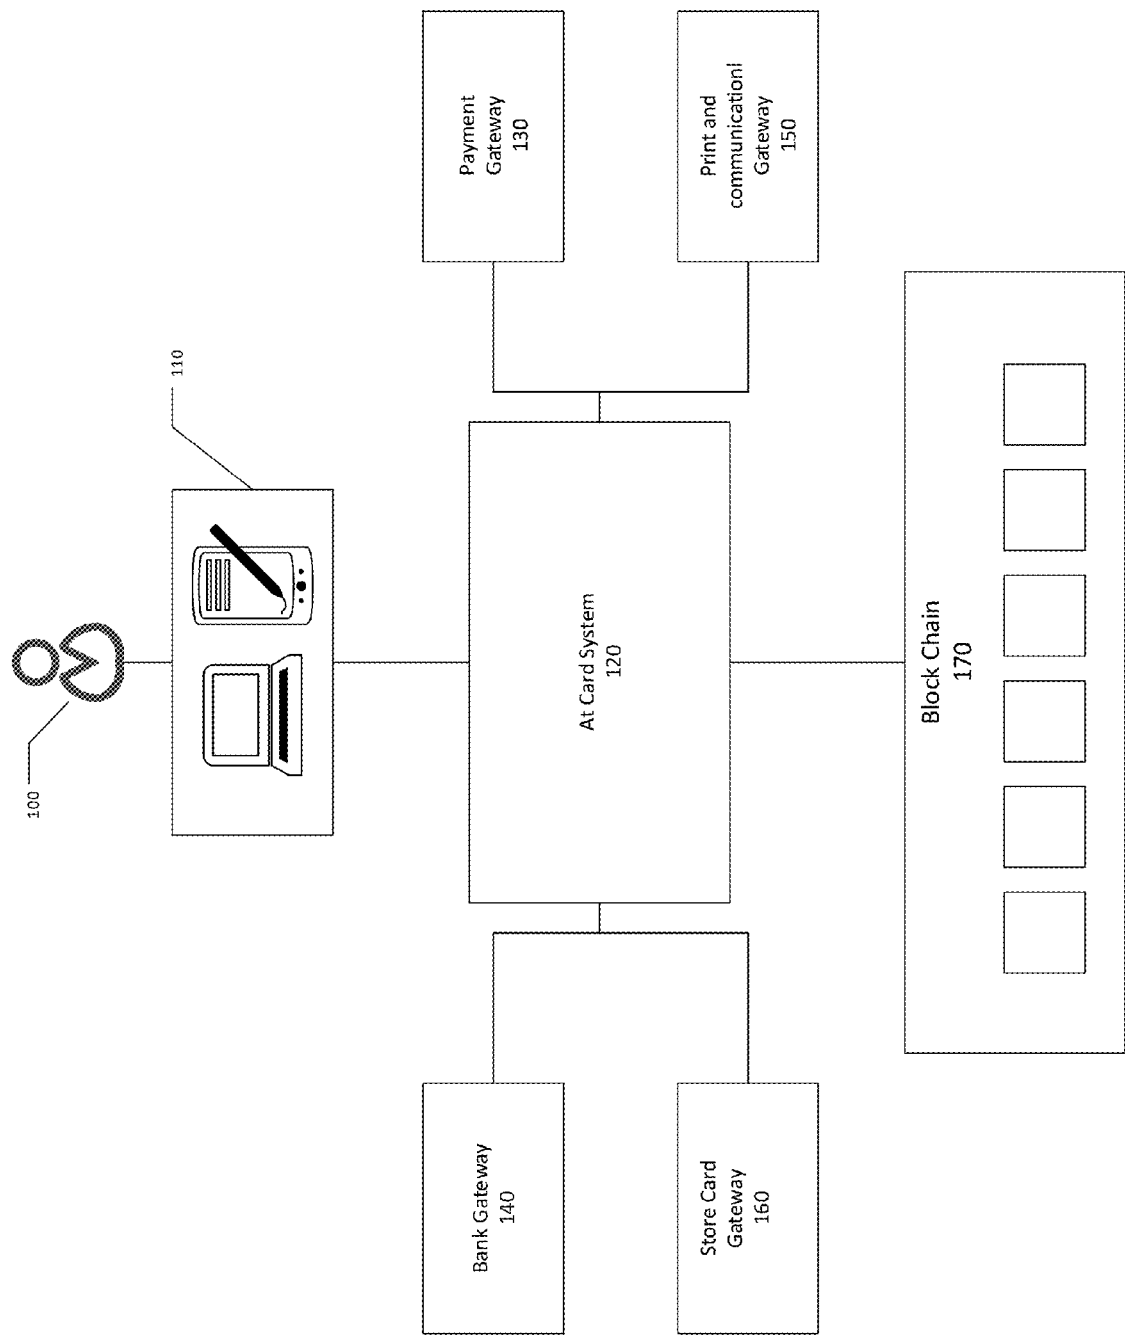 100
110
Bank Gateway
140
Payment
Gateway
130
At Card System
120
Store Card
Gateway
160
Print and
communicationl
Gateway
150
Block Chain
170